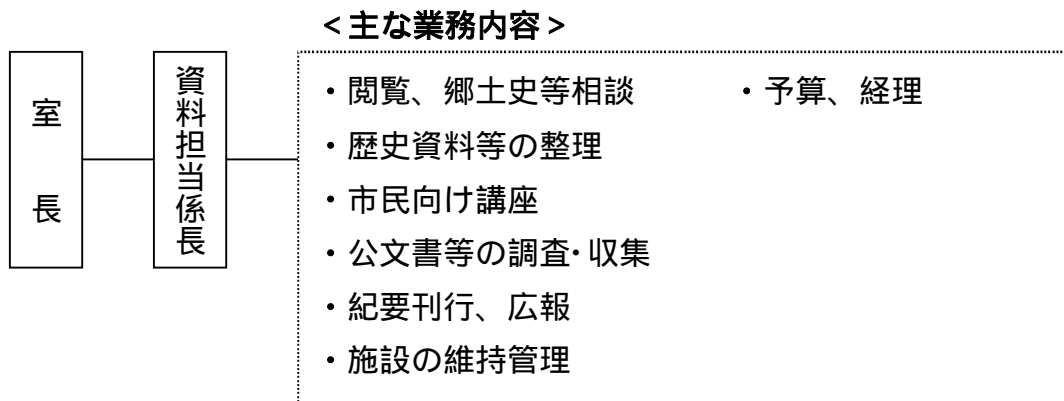 <主な業務内容>
室長
資料担当係長
・閲覧、郷土史等相談
・予算、経理
・歴史資料等の整理
・市民向け講座
・公文書等の調査・収集
・紀要刊行、広報
・施設の維持管理